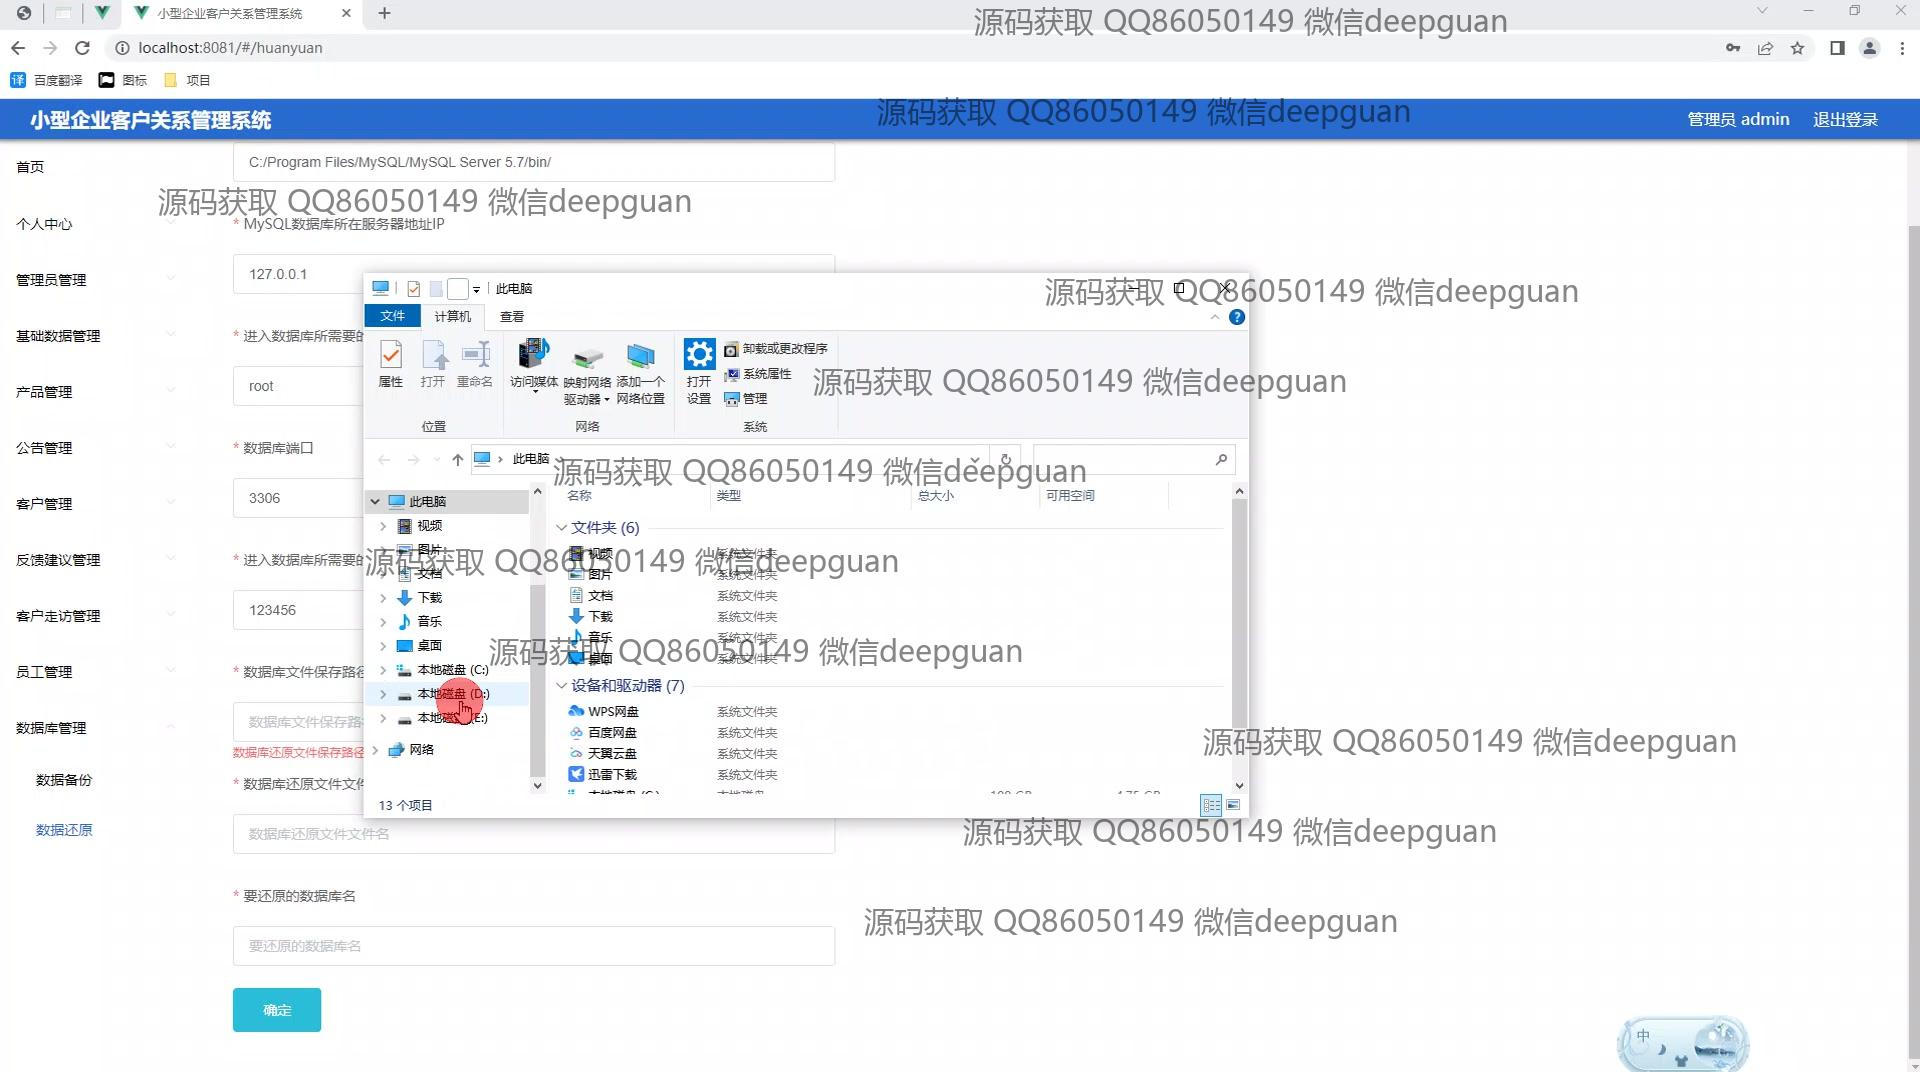 小型企业客户关系管理系统
源码获取 QQ86050149 微信deepguan
localhost:8081/#/huanyuan
百度翻译
图标
项目
小型企业客户关系管理系统
源码获取 QQ86050149 微信deepguan
管理员 admin
退出登录
首页
C:/Program Files/MySQL/MySQL Server 5.7/bin/
源码获取 QQ86050149 微信deepguan
个人中心
* MySQL数据库所在服务器地址IP
管理员管理
127.0.0.1
此电脑
源码获取 QQ86050149 微信deepguan
文件
计算机
查看
基础数据管理
* 进入数据库所需要的
属性
打开
重命名
访问媒体
映射网络
驱动器
添加一个
网络位置
打开
设置
卸载或更改程序
系统属性
管理
源码获取 QQ86050149 微信deepguan
产品管理
root
位置
网络
系统
公告管理
* 数据库端口
此电脑
源码获取 QQ86050149 微信deepguan
客户管理
3306
此电脑
名称
类型
总大小
可用空间
视频
文件夹 (6)
图片
视频
系统文件夹
反馈建议管理
* 进入数据库所需要的
源码获取 QQ86050149 微信deepguan
文档
图片
系统文件夹
下载
文档
系统文件夹
客户走访管理
123456
音乐
下载
系统文件夹
桌面
音乐
系统文件夹
源码获取 QQ86050149 微信deepguan
桌面
系统文件夹
员工管理
* 数据库文件保存路径
本地磁盘 (C:)
设备和驱动器 (7)
本地磁盘 (D:)
WPS网盘
系统文件夹
数据库管理
数据库文件保存路
本地磁 (E:)
百度网盘
系统文件夹
源码获取 QQ86050149 微信deepguan
数据库还原文件保存路径
网络
天翼云盘
系统文件夹
迅雷下载
系统文件夹
数据备份
* 数据库还原文件文件
13 个项目
数据还原
数据库还原文件文件名
源码获取 QQ86050149 微信deepguan
* 要还原的数据库名
源码获取 QQ86050149 微信deepguan
要还原的数据库名
确定
中